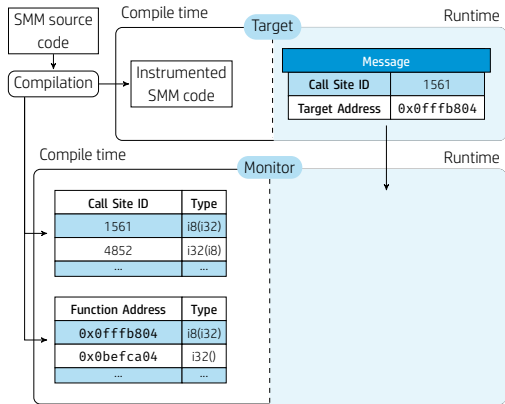 SMM source
code
Compile time
Runtime
Target
Compilation
Instrumented
SMM code
Message
Call Site ID 1561
Target Address 0x0fffb804
Compile time
Runtime
Monitor
Call Site ID Type
1561 i8(i32)
4852 i32(i8)
... ...
Function Address Type
0x0fffb804 i8(i32)
0x0befca04 i32()
... ...